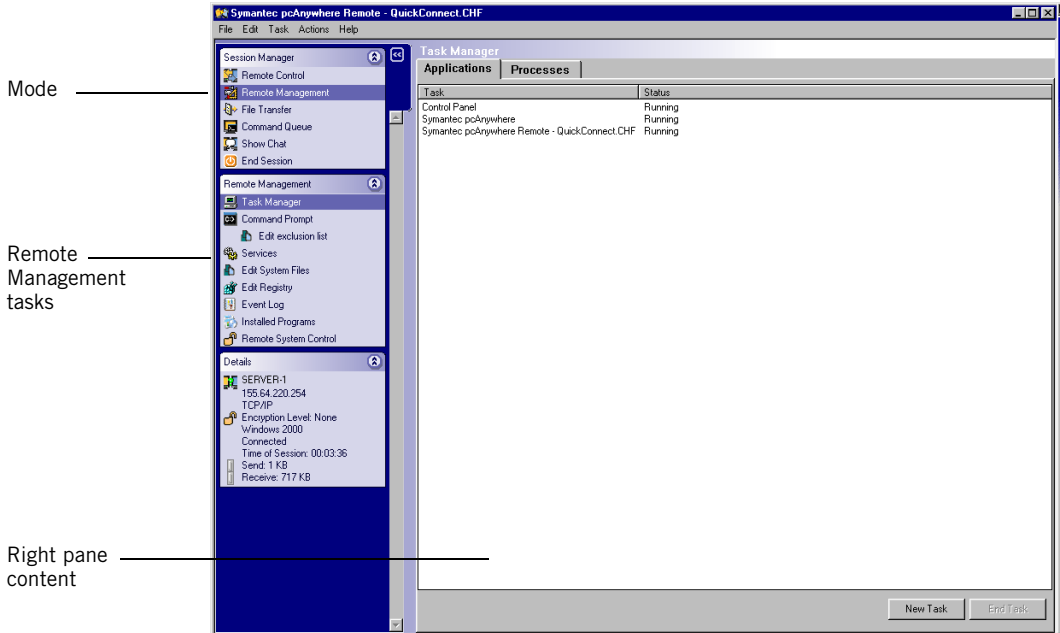 Symantec pcAnywhere Remote - QuickConnect.CHF
File Edit Task Actions Help
Mode
Remote
Management
tasks
Right pane
content
Session Manager
Remote Control
Remote Management
File Transfer
Command Queue
Show Chat
End Session
Remote Management
Task Manager
Command Prompt
Edit exclusion list
Services
Edit System Files
Edit Registry
Event Log
Installed Programs
Remote System Control
Details
SERVER-1
155.64.220.254
TCP/IP
Encryption Level: None
Windows 2000
Connected
Time of Session: 00:03:36
Send: 1 KB
Receive: 717 KB
Task Manager
Applications Processes
Task Status
Control Panel Running
Symantec pcAnywhere Running
Symantec pcAnywhere Remote - QuickConnect.CHF Running
New Task End Task